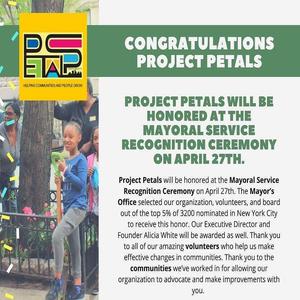 PETALS
HELPING COMMUNITIES AND PEOPLE GROW
CONGRATULATIONS
PROJECT PETALS
PROJECT PETALS WILL BE
HONORED AT THE
MAYORAL SERVICE
RECOGNITION CEREMONY
ON APRIL 27TH.
Project Petals will be honored at the Mayoral Service
Recognition Ceremony on April 27th. The Mayor's
Office selected our organization, volunteers, and board
out of the top 5% of 3200 nominated in New York City
to receive this honor. Our Executive Director and
Founder Alicia White will be awarded as well. Thank you
to all of our amazing volunteers who help us make
effective changes in communities. Thank you to the
communities we've worked in for allowing our
organization to advocate and make improvements with
you.